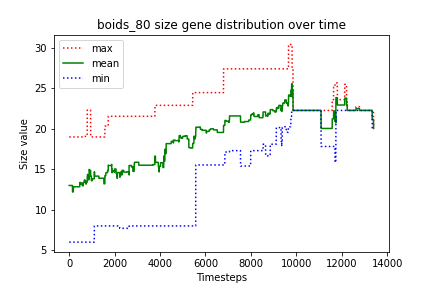 boids_80 size gene distribution over time
max
mean
min
Size value
30
25
20
15
10
5
0 2000 4000 6000 8000 10000 12000 14000
Timesteps